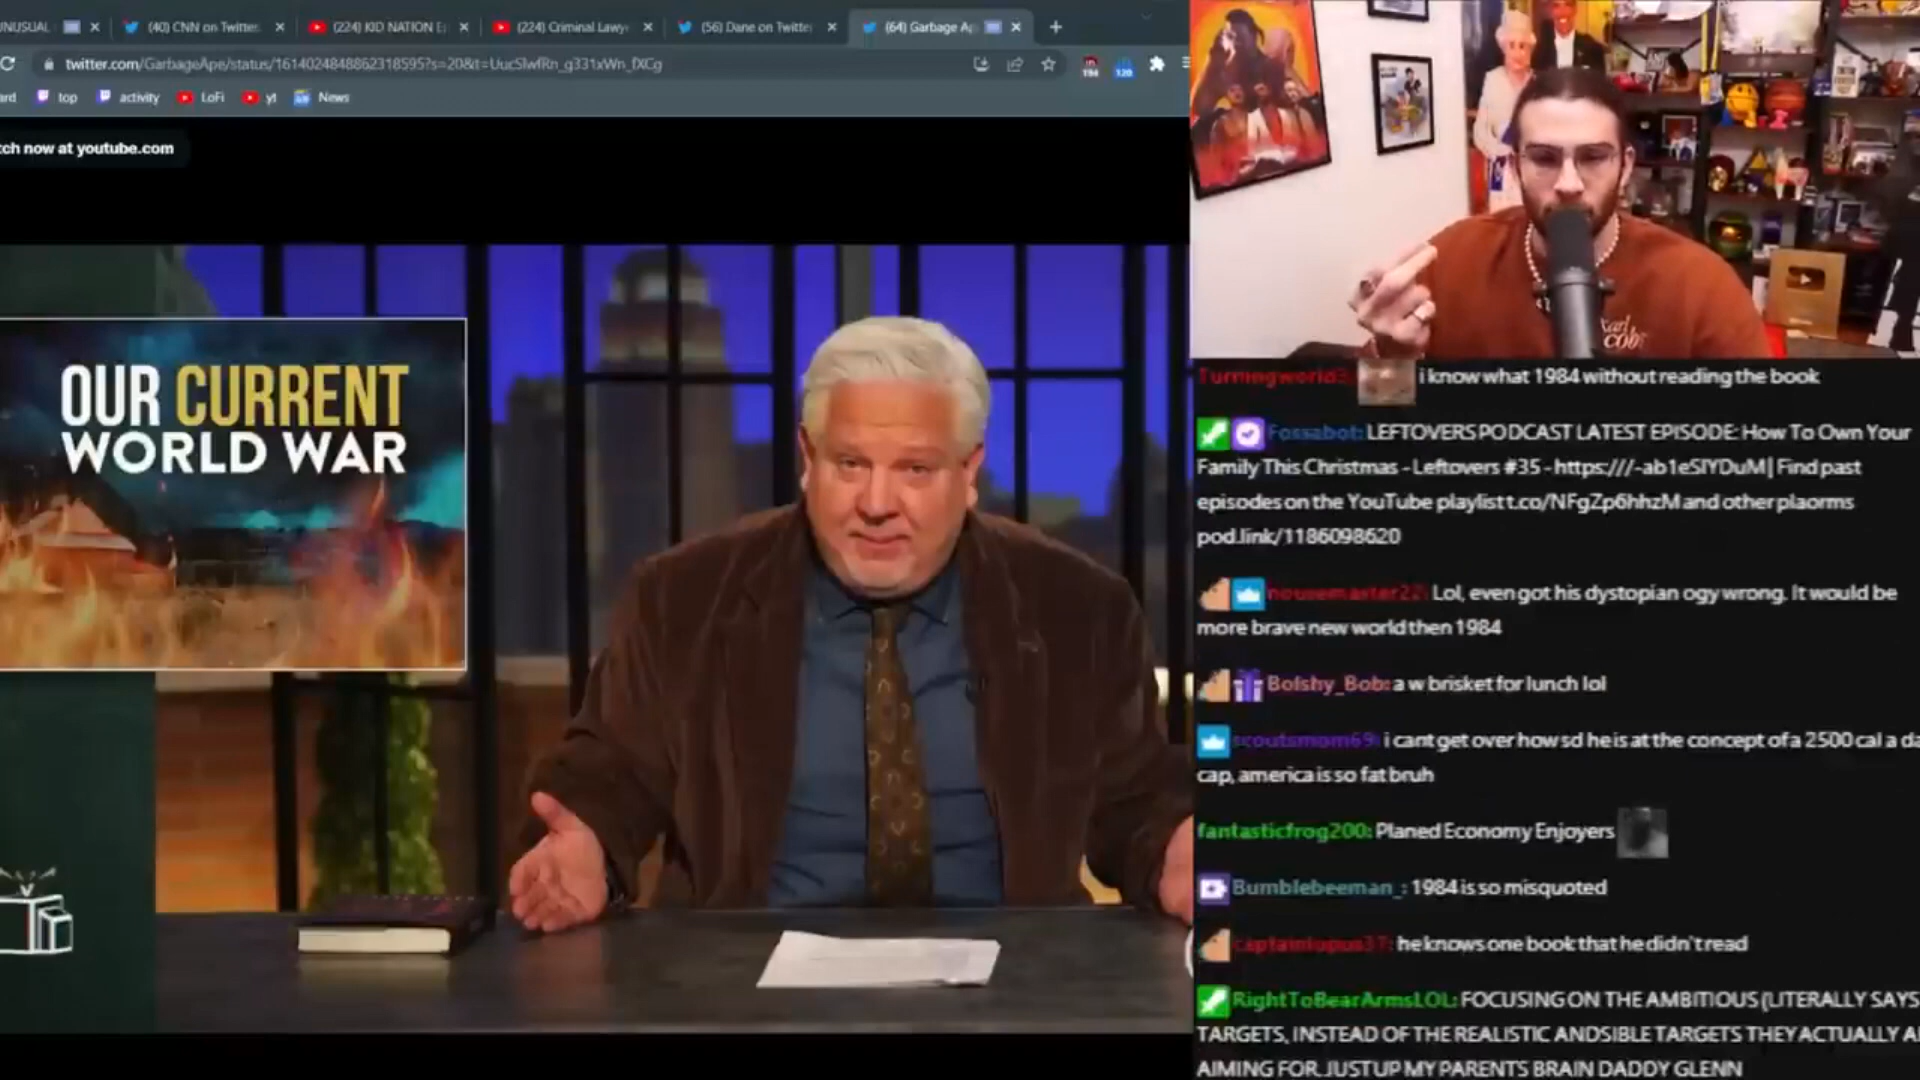 UNUSUAL
(40) CNN on Twitter
(224) KID NATION E
(224) Criminal Lawy
(56) Dane on Twitter
(64) Garbage Ap
twitter.com/GarbageApe/status/1614024848862318595?s=20&t=UucSlwfRn_g331xWn_fXCg
194
120
ard
top
activity
LoFi
yt
News
tch now at youtube.com
OUR CURRENT
WORLD WAR
i know what 1984 without reading the book
Fossabot: LEFTOVERS PODCAST LATEST EPISODE: How To Own Your
Family This Christmas - Leftovers #35 - https:///-ab1eSIYDuM | Find past
episodes on the YouTube playlist t.co/NFgZp6hhzM and other plaorms
pod.link/1186098620
nousemaster22: Lol, even got his dystopian ogy wrong. It would be
more brave new world then 1984
Bolshy_Bob: a w brisket for lunch lol
scoutsmom69: i cant get over how sd he is at the concept of a 2500 cal a da
cap, america is so fat bruh
fantasticfrog200: Planed Economy Enjoyers
Bumblebeeman_: 1984 is so misquoted
captainlupus37: he knows one book that he didn't read
RightToBearArmsLOL: FOCUSING ON THE AMBITIOUS (LITERALLY SAYS
TARGETS, INSTEAD OF THE REALISTIC ANDSIBLE TARGETS THEY ACTUALLY A
AIMING FOR. JUSTUP MY PARENTS BRAIN DADDY GLENN